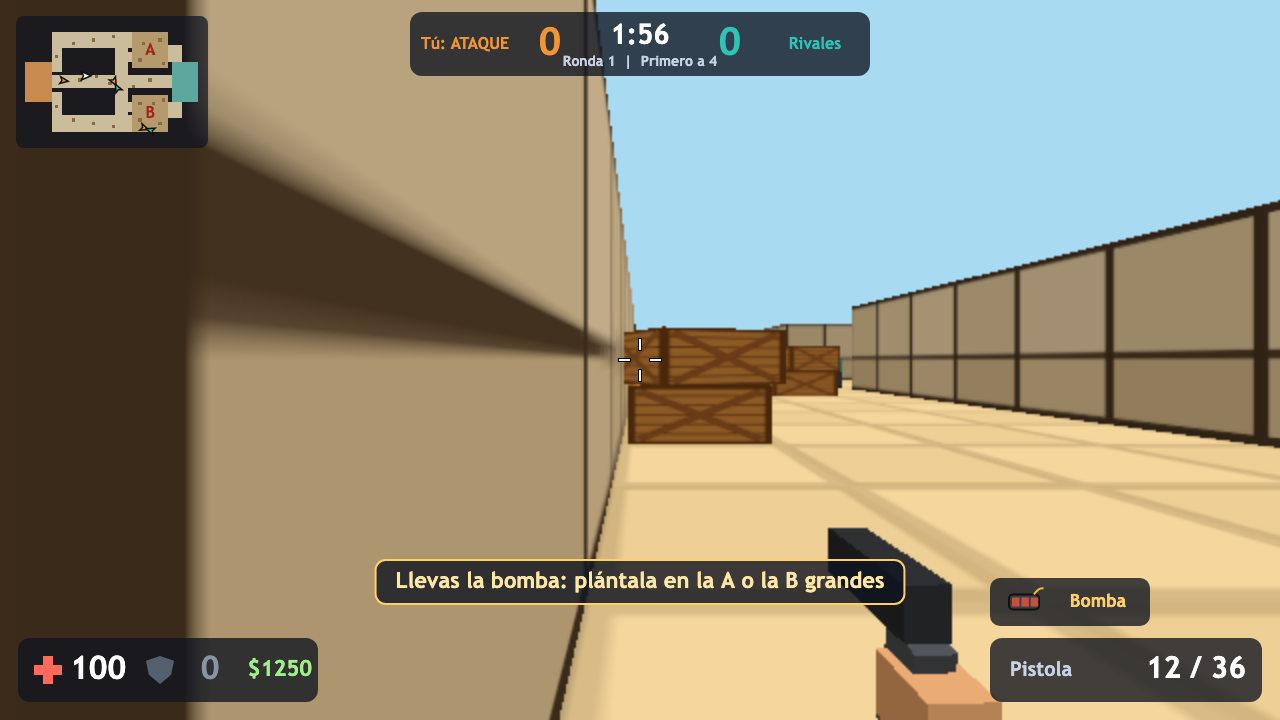 A
B
Tú: ATAQUE
0
1:56
0
Rivales
Ronda 1 | Primero a 4
Llevas la bomba: plántala en la A o la B grandes
Bomba
100
0
$1250
Pistola
12 / 36